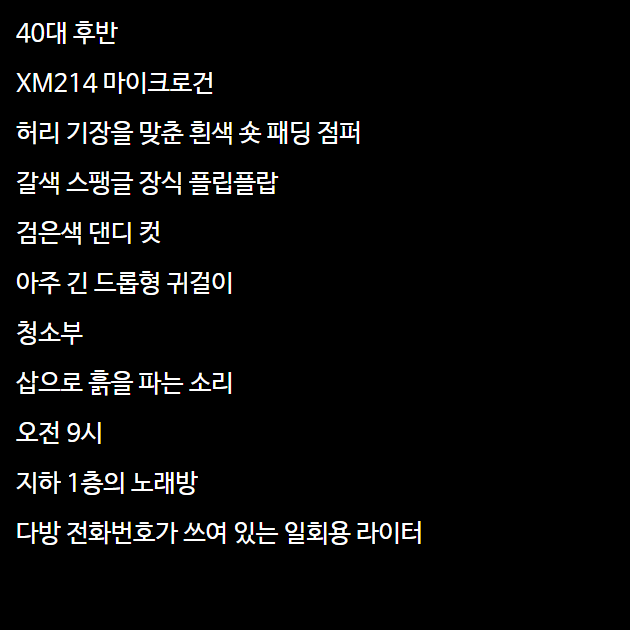 40대 후반
XM214 마이크로건
허리 기장을 맞춘 흰색 숏 패딩 점퍼
갈색 스팽글 장식 플립플랍
검은색 댄디 컷
아주 긴 드롭형 귀걸이
청소부
삽으로 흙을 파는 소리
오전 9시
지하 1층의 노래방
다방 전화번호가 쓰여 있는 일회용 라이터